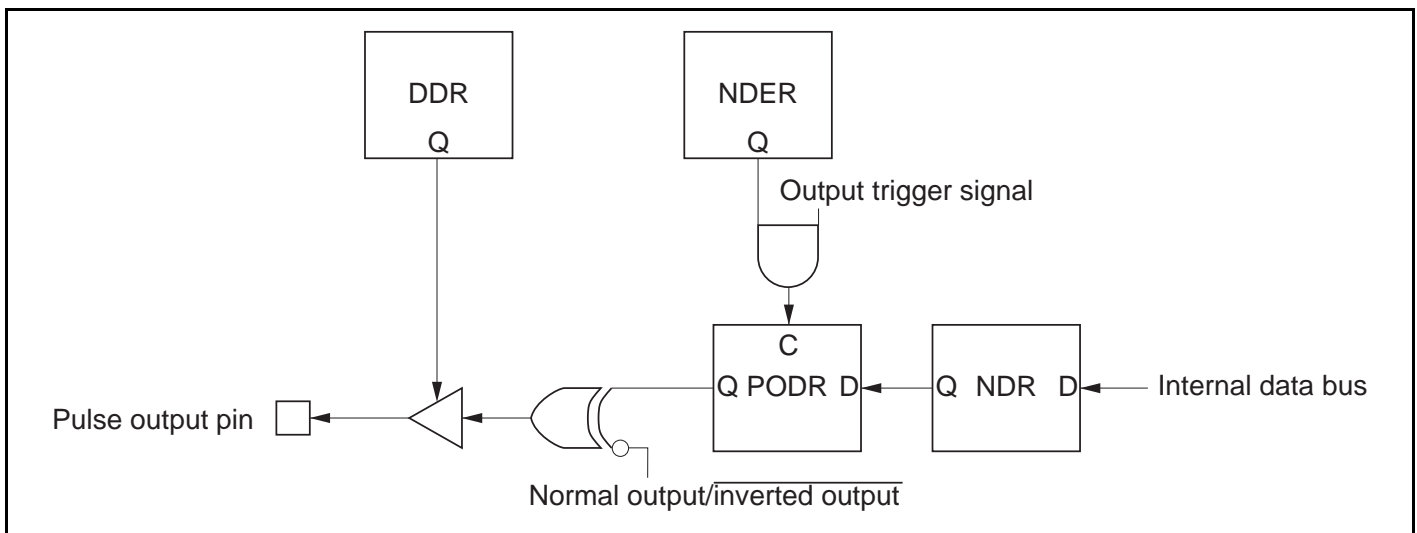 DDR
Q
NDER
Q
Output trigger signal
C
Q PODR D
Q NDR D
Internal data bus
Pulse output pin
Normal output/inverted output